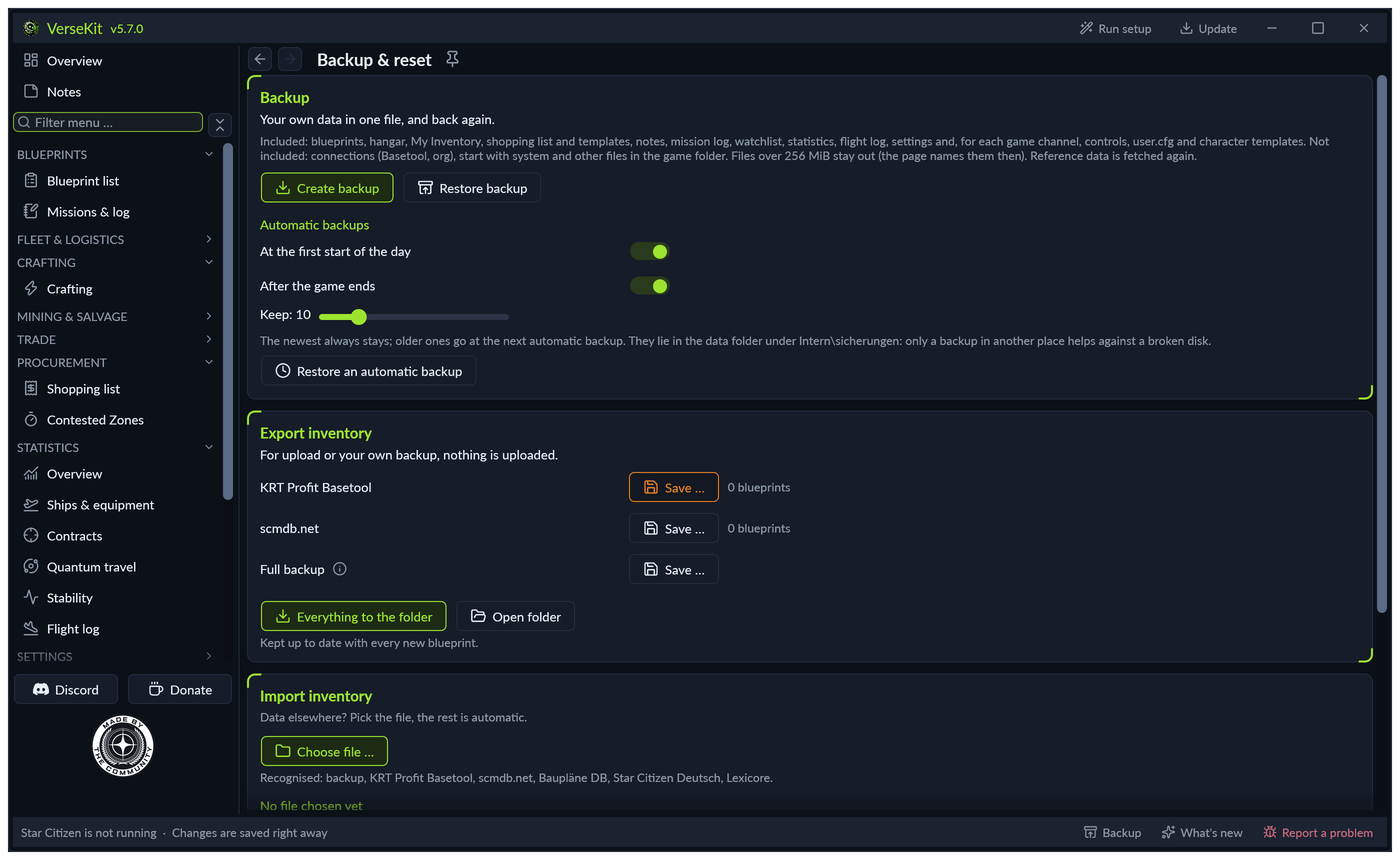 VerseKit v5.7.0
Run setup
Update
Overview
Notes
Filter menu ...
BLUEPRINTS
Blueprint list
Missions & log
FLEET & LOGISTICS
CRAFTING
Crafting
MINING & SALVAGE
TRADE
PROCUREMENT
Shopping list
Contested Zones
STATISTICS
Overview
Ships & equipment
Contracts
Quantum travel
Stability
Flight log
SETTINGS
Discord
Donate
MADE BY
THE COMMUNITY
Backup & reset
Backup
Your own data in one file, and back again.
Included: blueprints, hangar, My Inventory, shopping list and templates, notes, mission log, watchlist, statistics, flight log, settings and, for each game channel, controls, user.cfg and character templates. Not
included: connections (Basetool, org), start with system and other files in the game folder. Files over 256 MiB stay out (the page names them then). Reference data is fetched again.
Create backup
Restore backup
Automatic backups
At the first start of the day
After the game ends
Keep: 10
The newest always stays; older ones go at the next automatic backup. They lie in the data folder under Intern\sicherungen: only a backup in another place helps against a broken disk.
Restore an automatic backup
Export inventory
For upload or your own backup, nothing is uploaded.
KRT Profit Basetool
Save ...
0 blueprints
scmdb.net
Save ...
0 blueprints
Full backup
Save ...
Everything to the folder
Open folder
Kept up to date with every new blueprint.
Import inventory
Data elsewhere? Pick the file, the rest is automatic.
Choose file ...
Recognised: backup, KRT Profit Basetool, scmdb.net, Baupläne DB, Star Citizen Deutsch, Lexicore.
No file chosen yet
Star Citizen is not running · Changes are saved right away
Backup
What's new
Report a problem